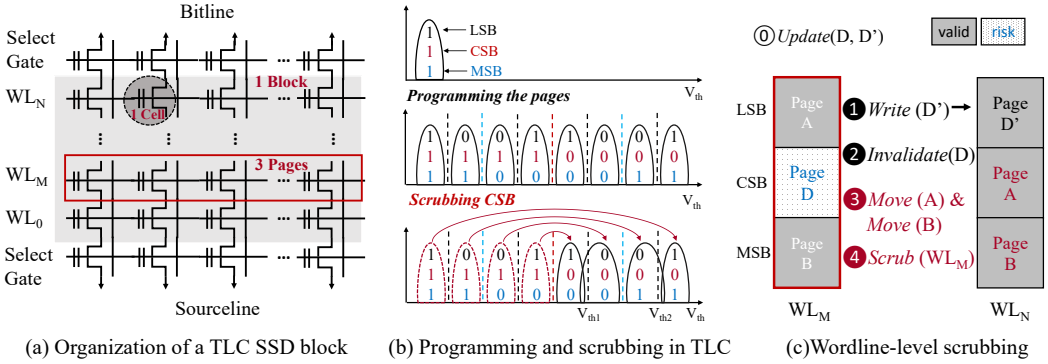 Bitline
Select
Gate
1 Block
WL_N
1 Cell
3 Pages
WL_M
WL_0
Select
Gate
Sourceline
(a) Organization of a TLC SSD block
1 LSB
1 CSB
1 MSB
Programming the pages V_th
1 0 0 1 1 0 0 1
1 1 1 1 0 0 0 0
1 1 0 0 0 0 1 1
Scrubbing CSB V_th
1 0 0 1 1 0 0 1
1 1 1 1 0 0 0 0
1 1 0 0 0 0 1 1
V_th1 V_th2 V_th
(b) Programming and scrubbing in TLC
⓪ Update(D, D’)
valid risk
LSB
Page
A
CSB
Page
D
MSB
Page
B
WL_M
❶ Write (D’)
❷ Invalidate(D)
❸ Move (A) &
Move (B)
❹ Scrub (WL_M)
Page
D’
Page
A
Page
B
WL_N
(c)Wordline-level scrubbing